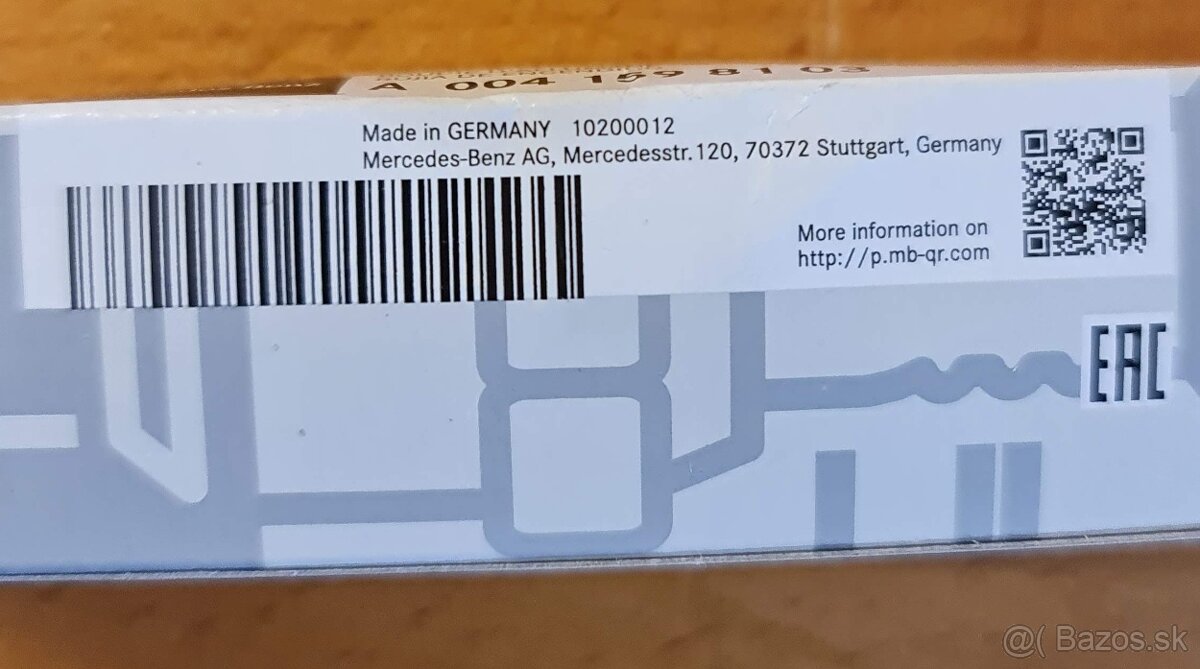 A 004 159 81 03
Made in GERMANY 10200012
Mercedes-Benz AG, Mercedesstr. 120, 70372 Stuttgart, Germany
More information on
http://p.mb-qr.com
EAC
@( Bazos.sk